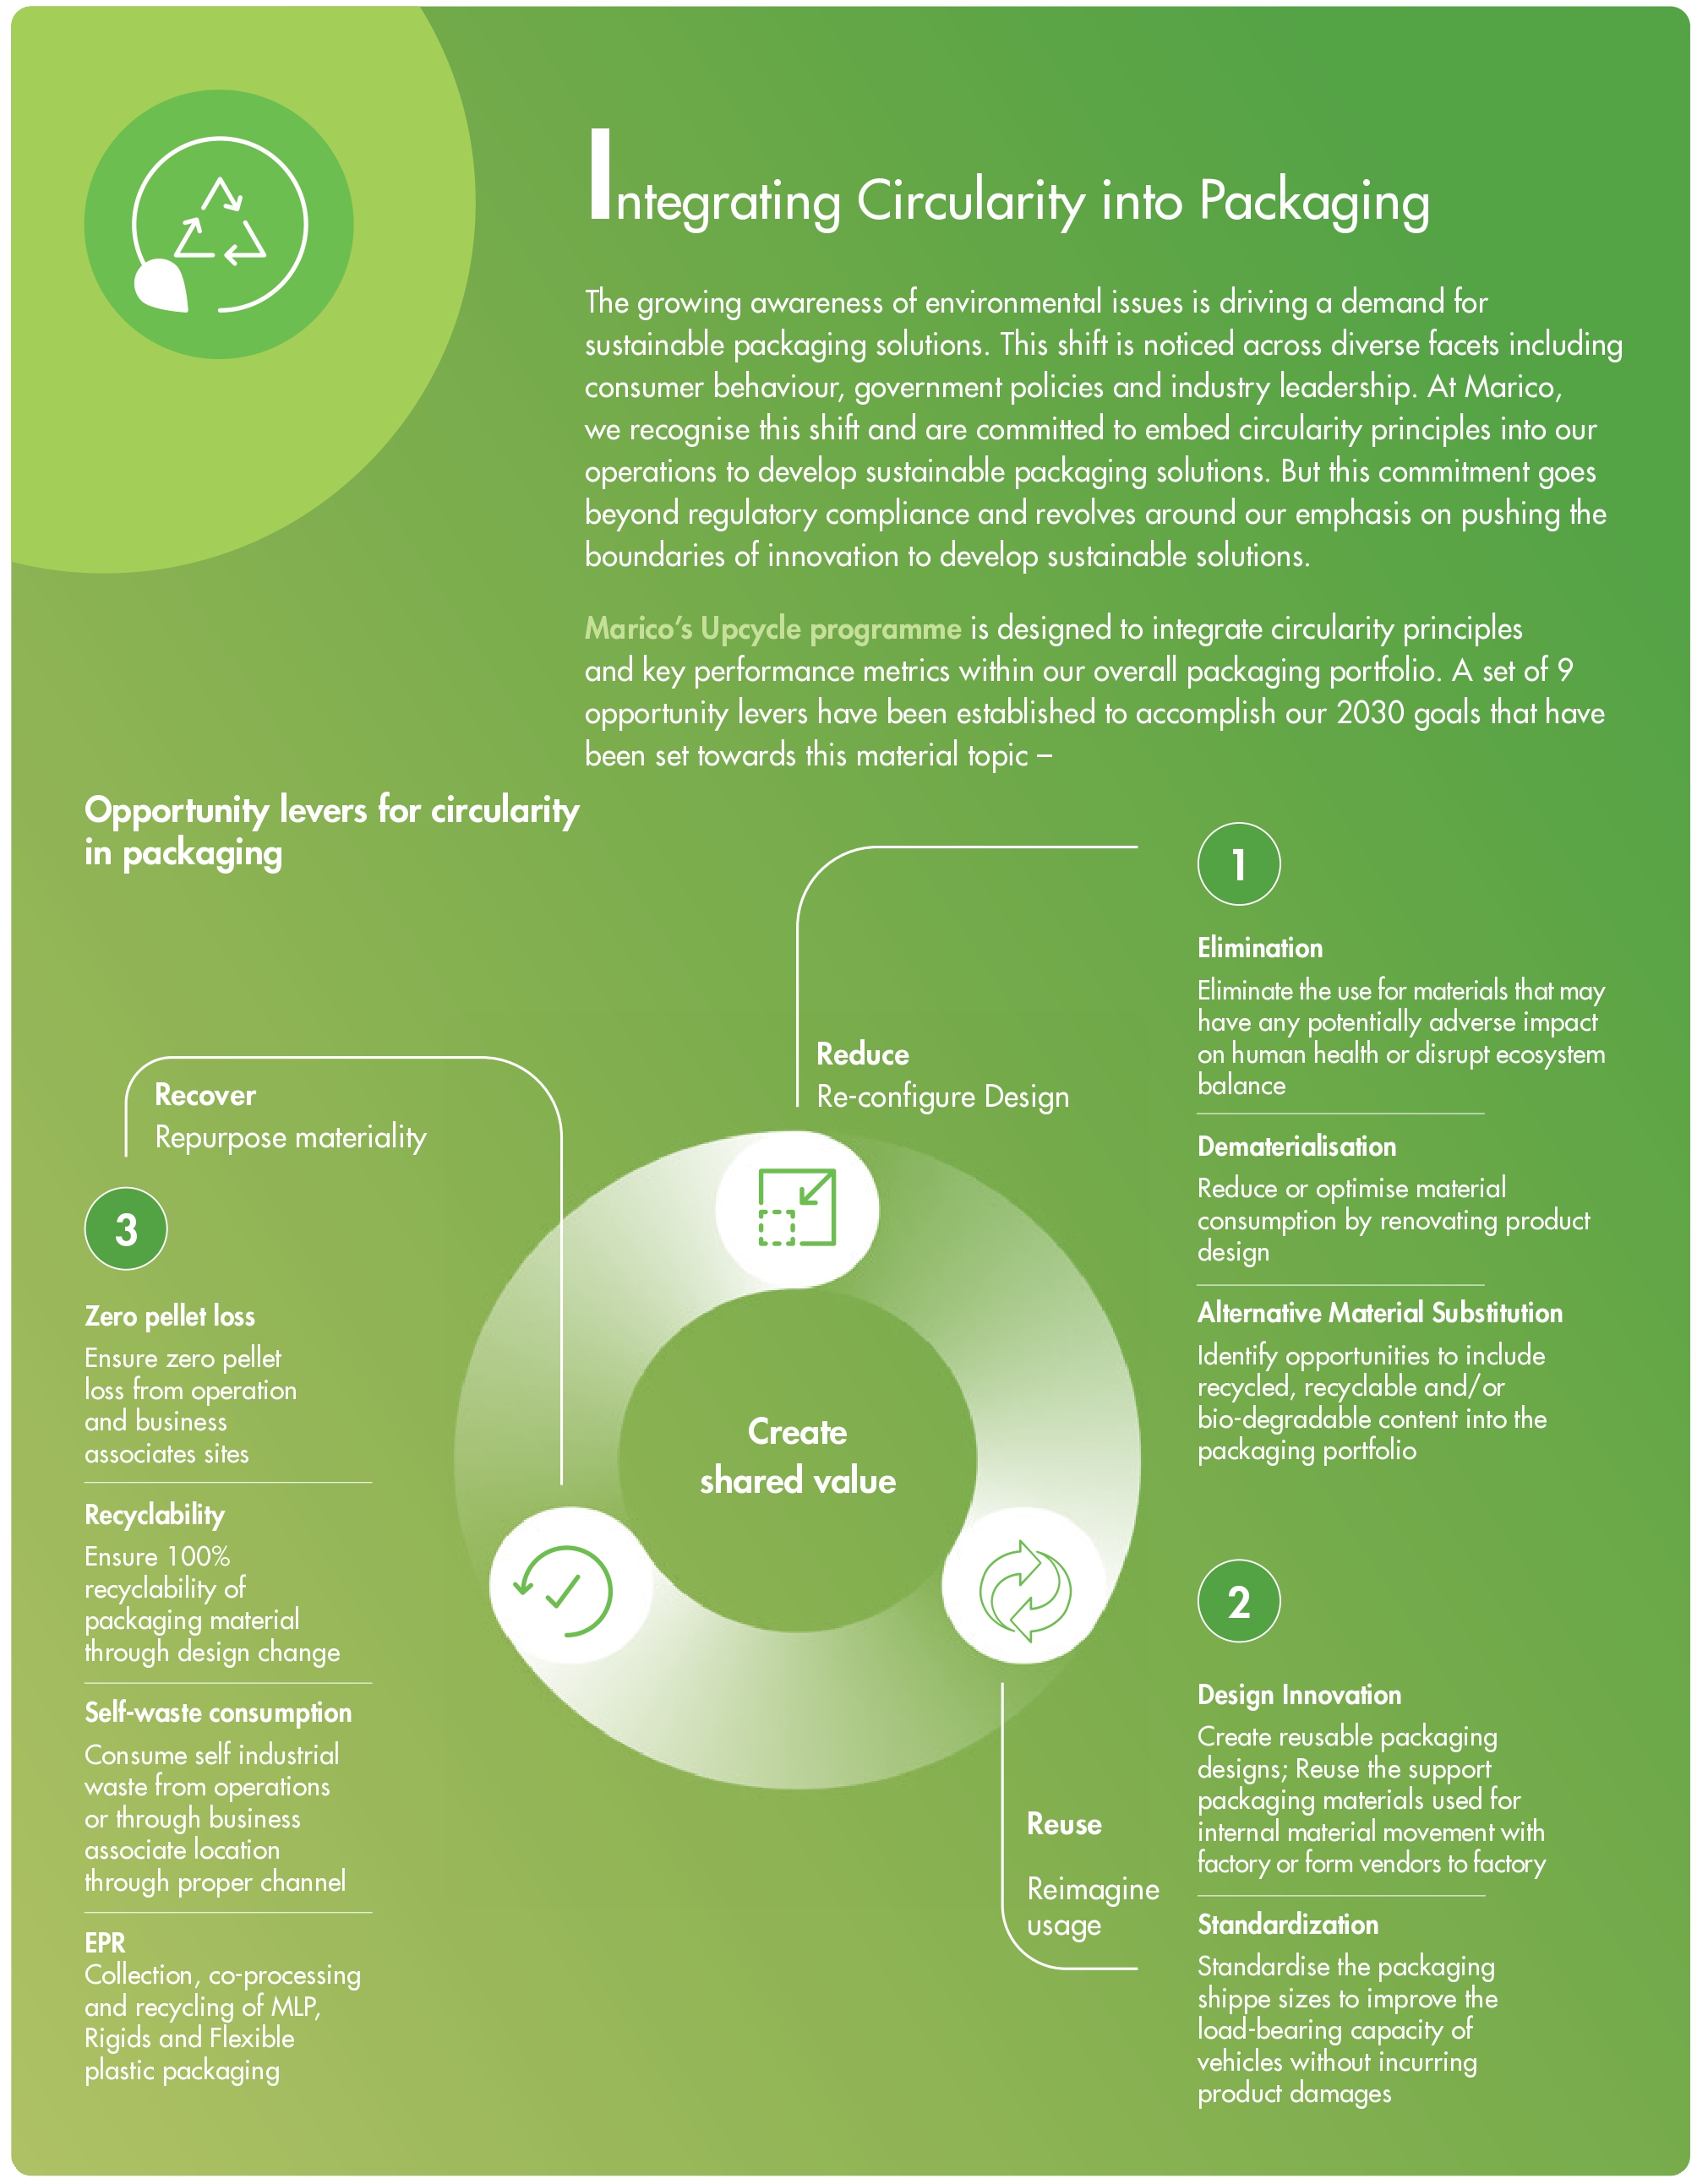 Integrating Circularity into Packaging
The growing awareness of environmental issues is driving a demand for
sustainable packaging solutions. This shift is noticed across diverse facets including
consumer behaviour, government policies and industry leadership. At Marico,
we recognise this shift and are committed to embed circularity principles into our
operations to develop sustainable packaging solutions. But this commitment goes
beyond regulatory compliance and revolves around our emphasis on pushing the
boundaries of innovation to develop sustainable solutions.
Marico’s Upcycle programme is designed to integrate circularity principles
and key performance metrics within our overall packaging portfolio. A set of 9
opportunity levers have been established to accomplish our 2030 goals that have
been set towards this material topic –
Opportunity levers for circularity
in packaging
Reduce
Re-configure Design
1
Elimination
Eliminate the use for materials that may
have any potentially adverse impact
on human health or disrupt ecosystem
balance
Dematerialisation
Reduce or optimise material
consumption by renovating product
design
Alternative Material Substitution
Identify opportunities to include
recycled, recyclable and/or
bio-degradable content into the
packaging portfolio
Create
shared value
Reuse
Reimagine
usage
2
Design Innovation
Create reusable packaging
designs; Reuse the support
packaging materials used for
internal material movement with
factory or form vendors to factory
Standardization
Standardise the packaging
shippe sizes to improve the
load-bearing capacity of
vehicles without incurring
product damages
Recover
Repurpose materiality
3
Zero pellet loss
Ensure zero pellet
loss from operation
and business
associates sites
Recyclability
Ensure 100%
recyclability of
packaging material
through design change
Self-waste consumption
Consume self industrial
waste from operations
or through business
associate location
through proper channel
EPR
Collection, co-processing
and recycling of MLP,
Rigids and Flexible
plastic packaging